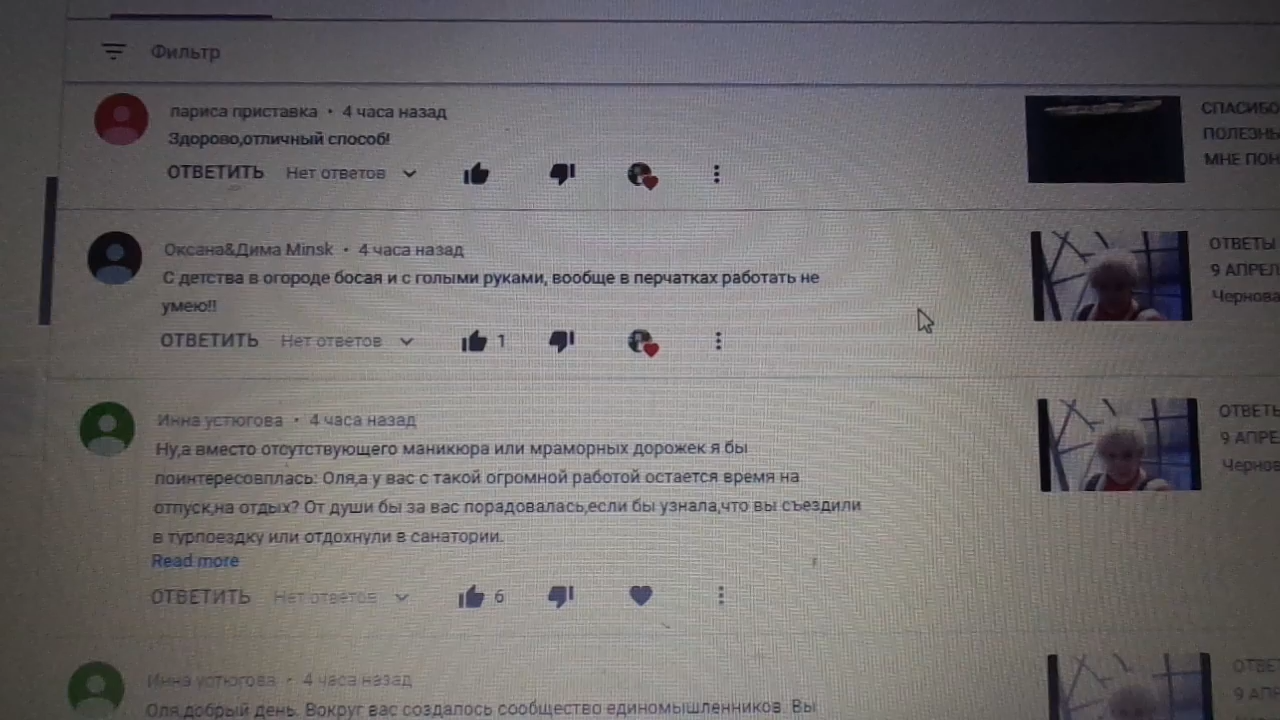 Фильтр
лариса приставка • 4 часа назад
Здорово,отличный способ!
ОТВЕТИТЬ Нет ответов
СПАСИБО
ПОЛЕЗНЫ
МНЕ ПОН
Оксана&Дима Minsk • 4 часа назад
С детства в огороде босая и с голыми руками, вообще в перчатках работать не
умею!!
ОТВЕТИТЬ Нет ответов 1
ОТВЕТЫ
9 АПРЕЛ
Чернова
Инна устюгова • 4 часа назад
Ну,а вместо отсутствующего маникюра или мраморных дорожек я бы
поинтересовплась: Оля,а у вас с такой огромной работой остается время на
отпуск,на отдых? От души бы за вас порадовалась,если бы узнала,что вы съездили
в турпоездку или отдохнули в санатории.
Read more
ОТВЕТИТЬ Нет ответов 6
ОТВЕТЬ
9 АПРЕ
Чернов
Инна устюгова • 4 часа назад
Оля,добрый день. Вокруг вас создалось сообщество единомышленников. Вы
ОТВЕ
9 АПР